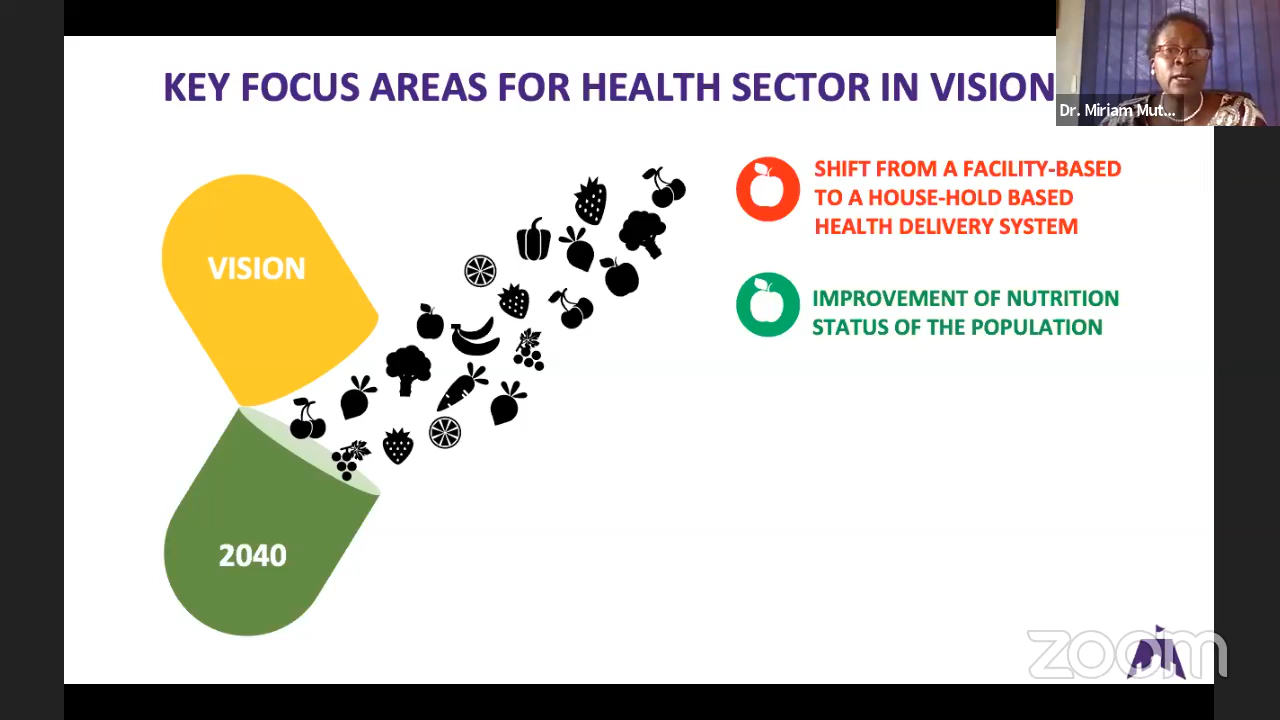 KEY FOCUS AREAS FOR HEALTH SECTOR IN VISION
Dr. Miriam Mut...
SHIFT FROM A FACILITY-BASED
TO A HOUSE-HOLD BASED
HEALTH DELIVERY SYSTEM
VISION
IMPROVEMENT OF NUTRITION
STATUS OF THE POPULATION
2040
zoom